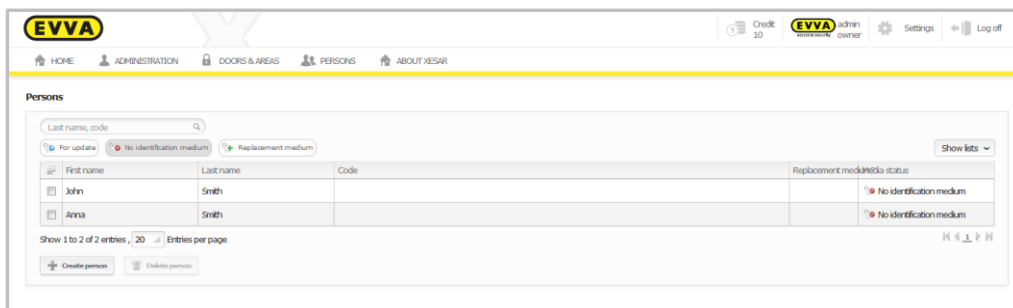 EVVA
Credit 10
EVVA admin owner
Settings
Log off
HOME
ADMINISTRATION
DOORS & AREAS
PERSONS
ABOUT XESAR
Persons
Last name, code
For update
No identification medium
Replacement medium
Show lists
First name
Last name
Code
Replacement medium
Media status
John
Smith
No identification medium
Anna
Smith
No identification medium
Show 1 to 2 of 2 entries , 20 Entries per page
1
Create person
Delete person